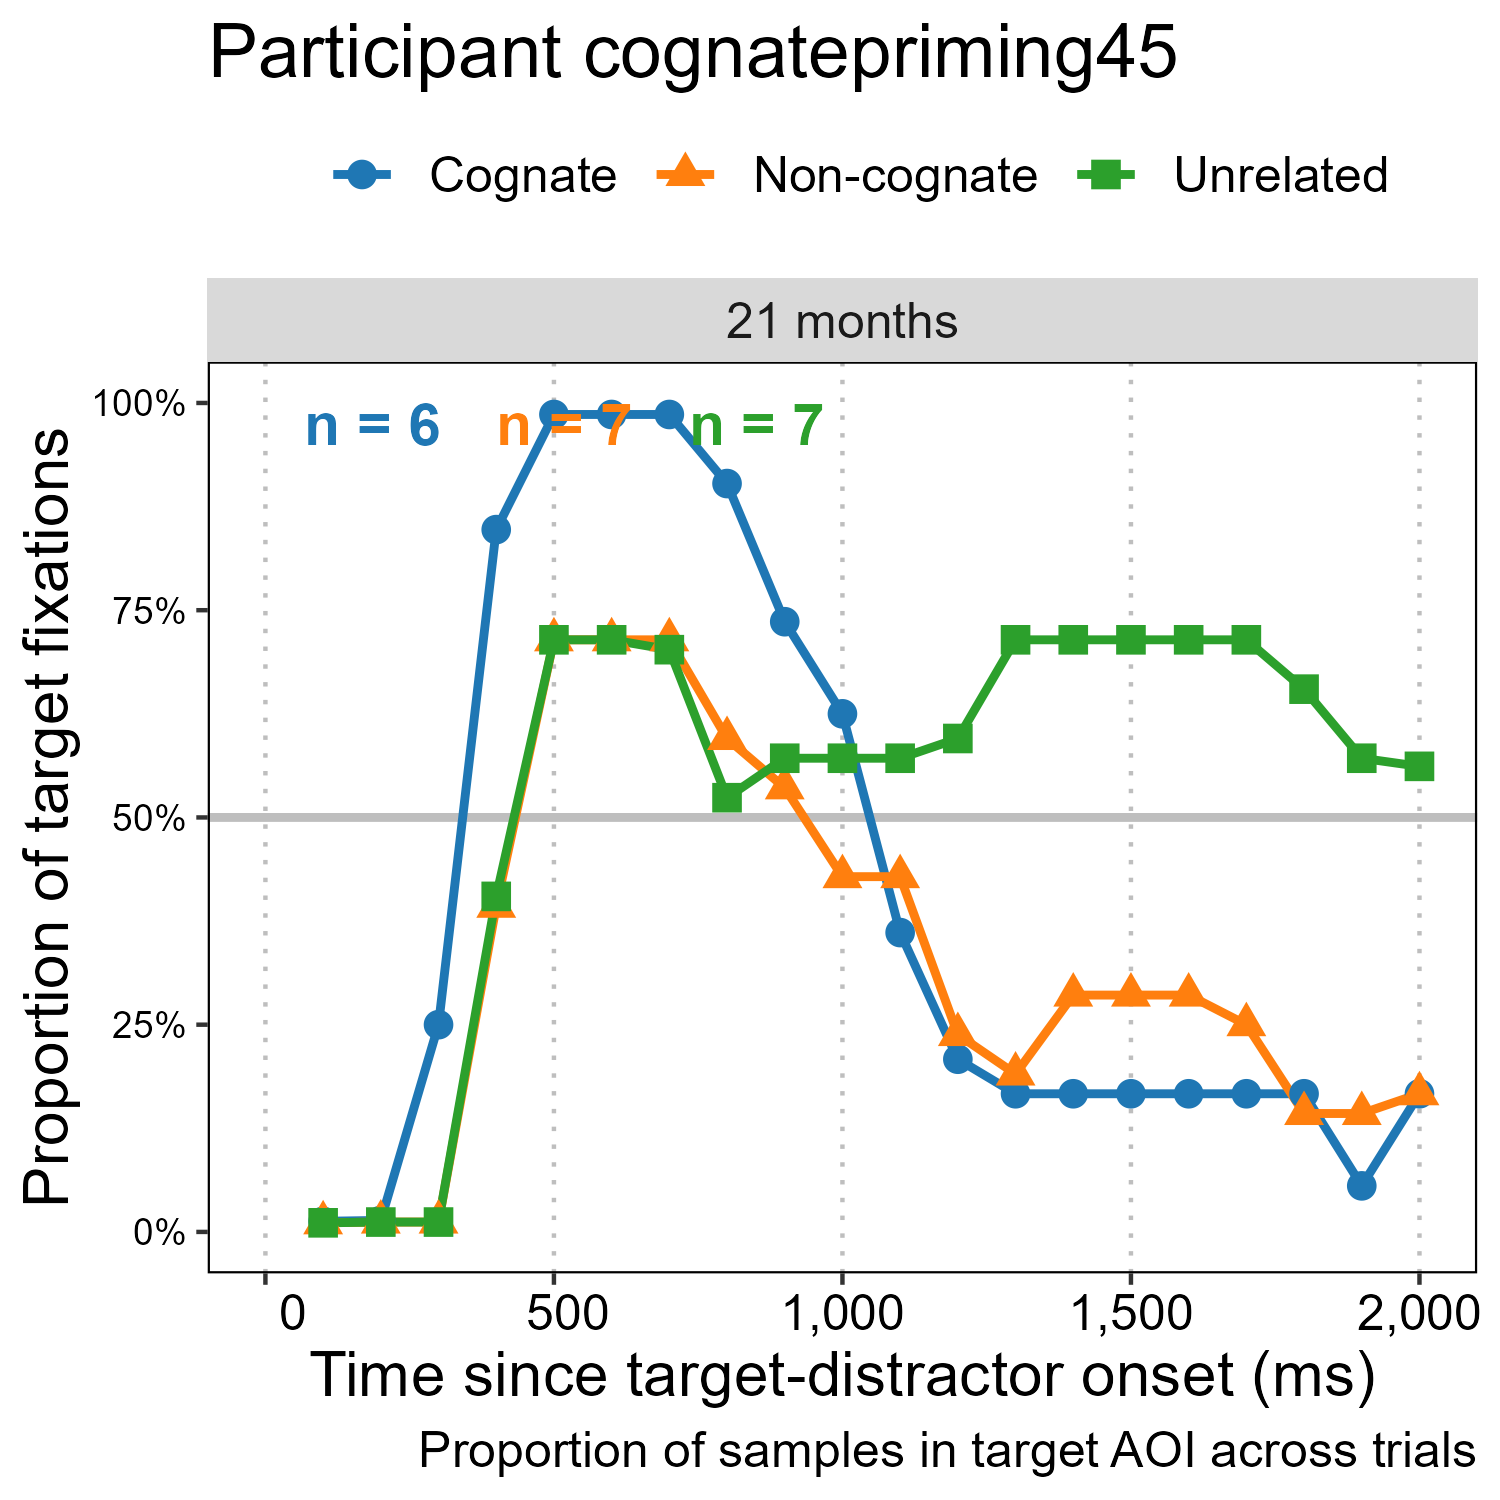 Participant cognatepriming45
Cognate Non-cognate Unrelated
21 months
n = 6 n = 7 n = 7
100%
75%
50%
25%
0%
Proportion of target fixations
0 500 1,000 1,500 2,000
Time since target-distractor onset (ms)
Proportion of samples in target AOI across trials